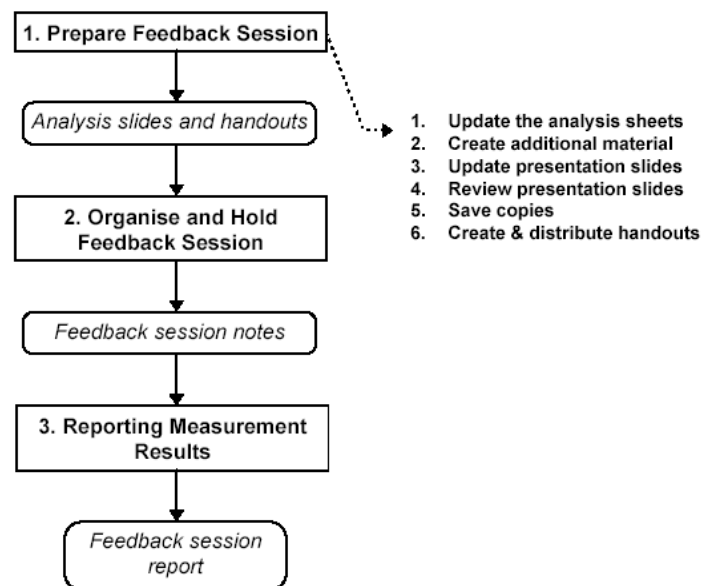 1. Prepare Feedback Session
Analysis slides and handouts
1. Update the analysis sheets
2. Create additional material
3. Update presentation slides
4. Review presentation slides
5. Save copies
6. Create & distribute handouts
2. Organise and Hold
Feedback Session
Feedback session notes
3. Reporting Measurement
Results
Feedback session
report